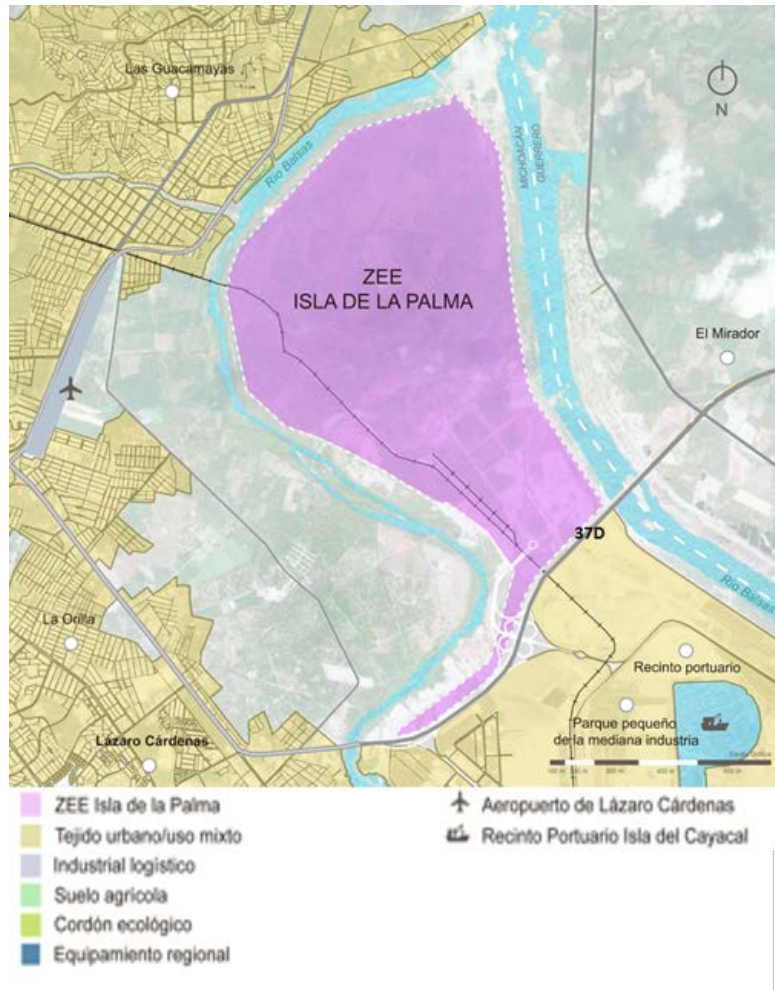 Las Guacamayas
N
Río Balsas
MICHOACÁN
GUERRERO
ZEE
ISLA DE LA PALMA
El Mirador
37D
Río Balsas
La Orilla
Recinto portuario
Parque pequeño
de la mediana industria
Lázaro Cárdenas
ZEE Isla de la Palma
Tejido urbano/uso mixto
Industrial logístico
Suelo agrícola
Cordón ecológico
Equipamiento regional
Aeropuerto de Lázaro Cárdenas
Recinto Portuario Isla del Cayacal